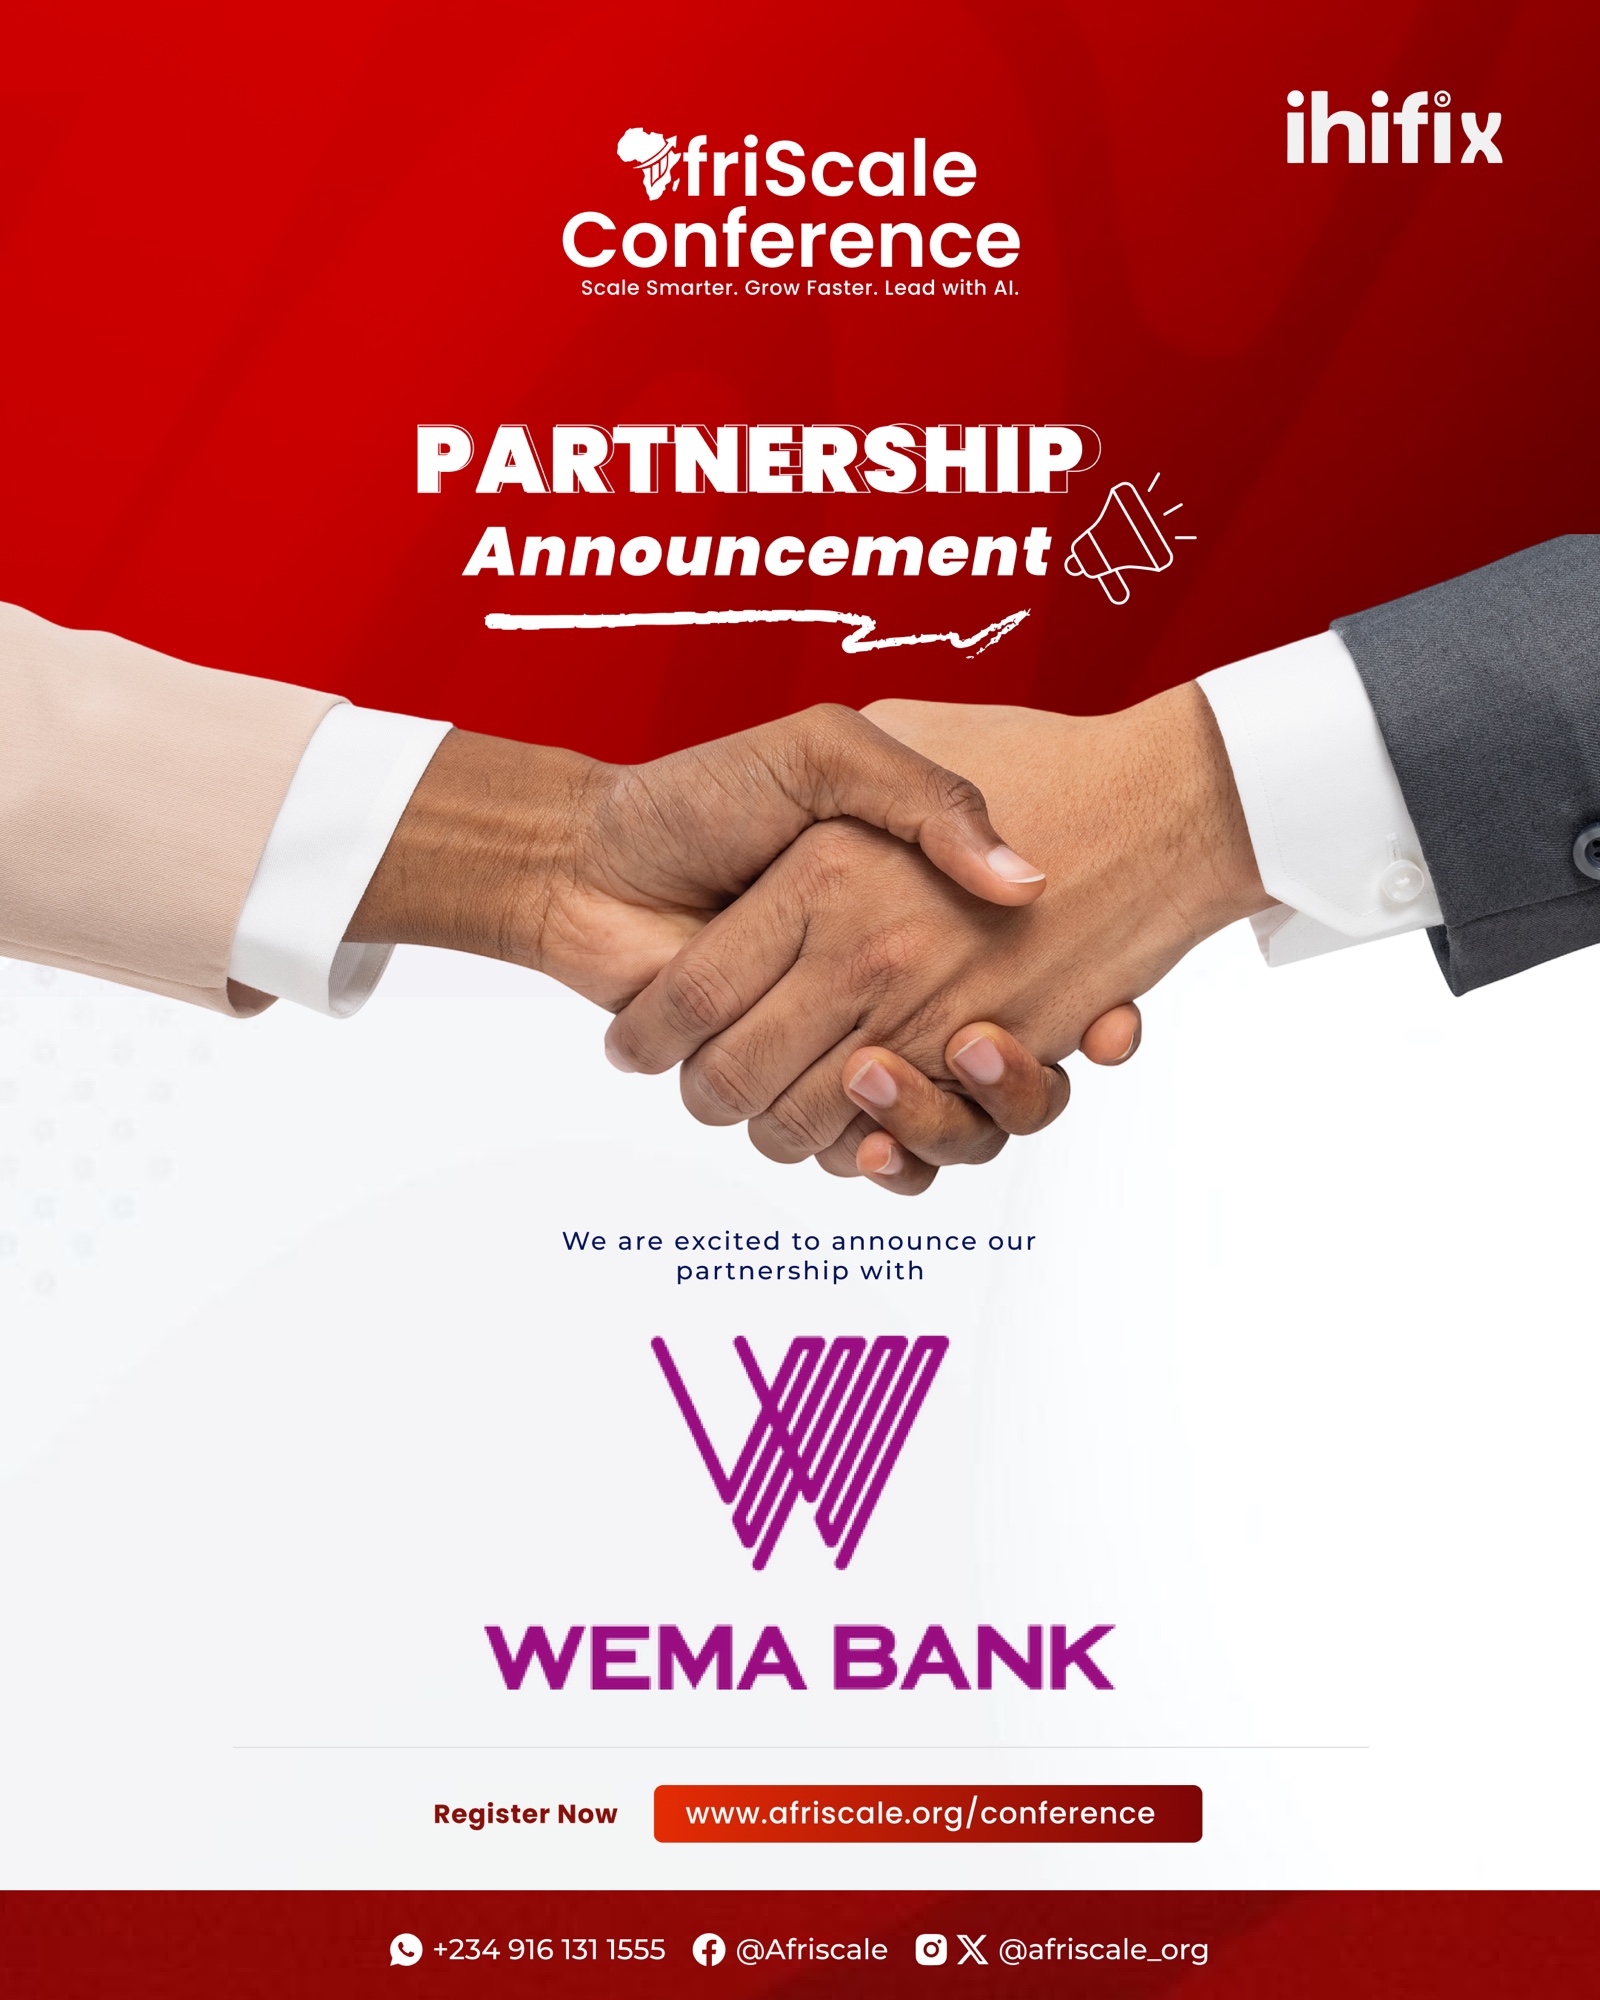 ihifix
AfriScale
Conference
Scale Smarter. Grow Faster. Lead with AI.
PARTNERSHIP
Announcement
We are excited to announce our
partnership with
WEMA BANK
Register Now
www.afriscale.org/conference
+234 916 131 1555 @Afriscale @afriscale_org